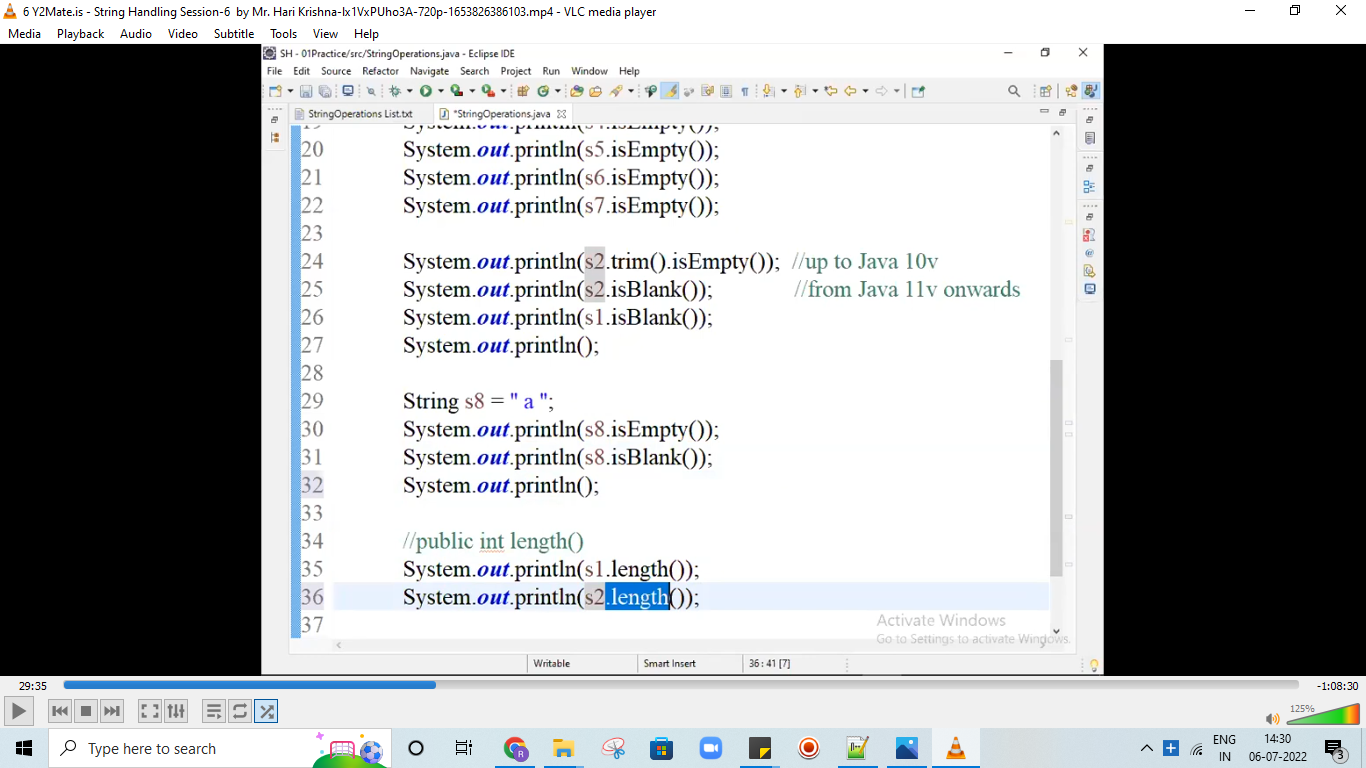 6 Y2Mate.is - String Handling Session-6 by Mr. Hari Krishna-Ix1VxPUho3A-720p-1653826386103.mp4 - VLC media player
Media Playback Audio Video Subtitle Tools View Help
SH - 01Practice/src/StringOperations.java - Eclipse IDE
File Edit Source Refactor Navigate Search Project Run Window Help
StringOperations List.txt *StringOperations.java
19 System.out.println(s4.isEmpty());
20 System.out.println(s5.isEmpty());
21 System.out.println(s6.isEmpty());
22 System.out.println(s7.isEmpty());
23
24 System.out.println(s2.trim().isEmpty()); //up to Java 10v
25 System.out.println(s2.isBlank()); //from Java 11v onwards
26 System.out.println(s1.isBlank());
27 System.out.println();
28
29 String s8 = " a ";
30 System.out.println(s8.isEmpty());
31 System.out.println(s8.isBlank());
32 System.out.println();
33
34 //public int length()
35 System.out.println(s1.length());
36 System.out.println(s2.length());
37
Activate Windows
Go to Settings to activate Windows.
Writable Smart Insert 36 : 41 [7]
29:35 -1:08:30
125%
Type here to search
ENG 14:30
IN 06-07-2022 3